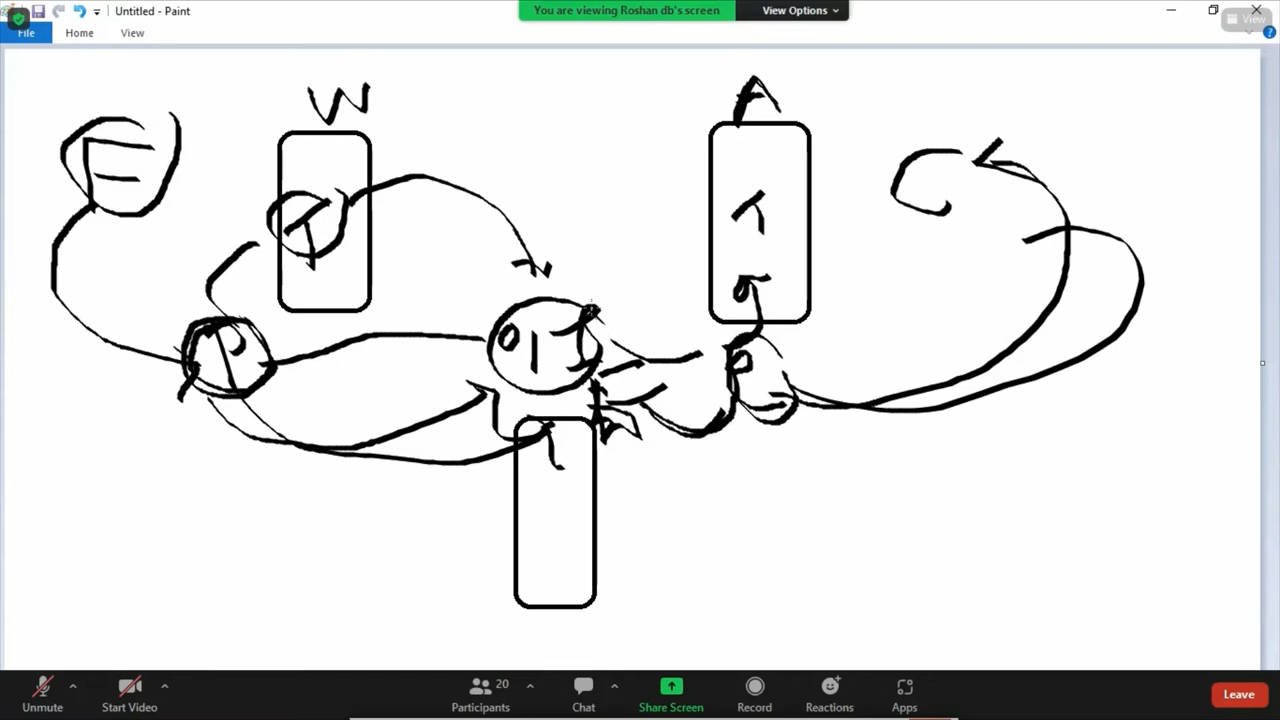 Untitled - Paint
You are viewing Roshan db's screen
View Options
View
File
Home
View
W
A
E
T
T
P
C
Unmute
Start Video
Participants
20
Chat
Share Screen
Record
Reactions
Apps
Leave